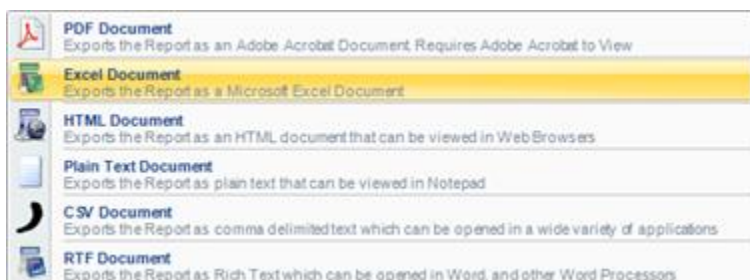 PDF Document
Exports the Report as an Adobe Acrobat Document. Requires Adobe Acrobat to View
Excel Document
Exports the Report as a Microsoft Excel Document
HTML Document
Exports the Report as an HTML document that can be viewed in Web Browsers
Plain Text Document
Exports the Report as plain text that can be viewed in Notepad
CSV Document
Exports the Report as comma delimited text which can be opened in a wide variety of applications
RTF Document
Exports the Report as Rich Text which can be opened in Word, and other Word Processors